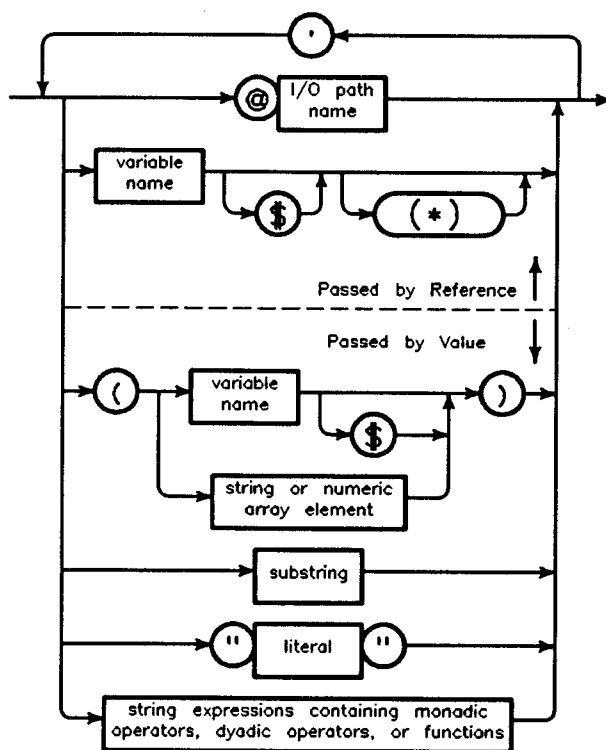 ,
@ I/O path name
variable name $ (*)
Passed by Reference
Passed by Value
( variable name $ )
string or numeric array element
substring
" literal "
string expressions containing monadic
operators, dyadic operators, or functions